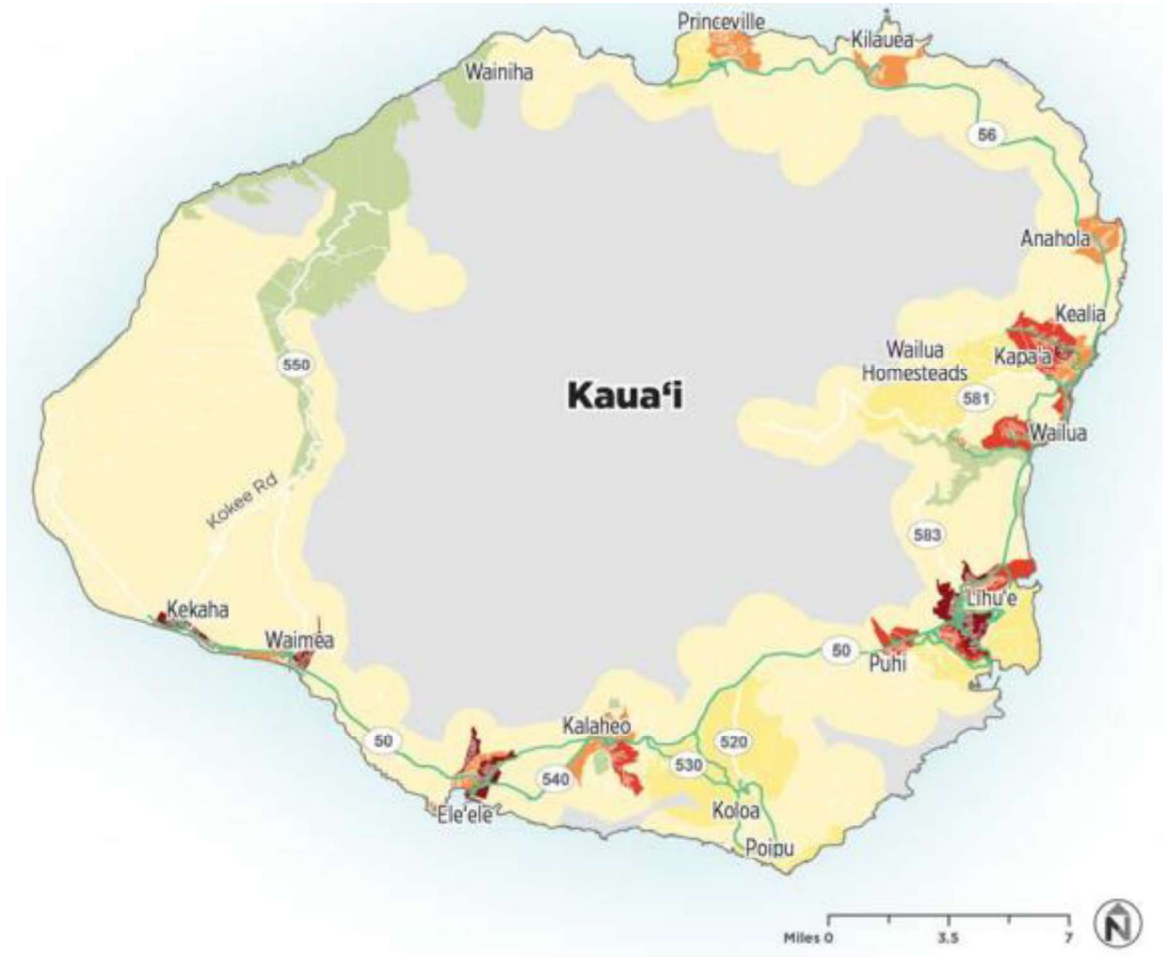 Princeville
Kilauea
Wainiha
56
Anahola
Kealia
Wailua
Homesteads
Kapa'a
550
Kaua‘i
581
Wailua
Kokee Rd
583
Kekaha
Lihu'e
Waimea
50
Puhi
Kalaheo
50
520
530
540
Koloa
Ele'ele
Poipu
Miles 0 3.5 7
N